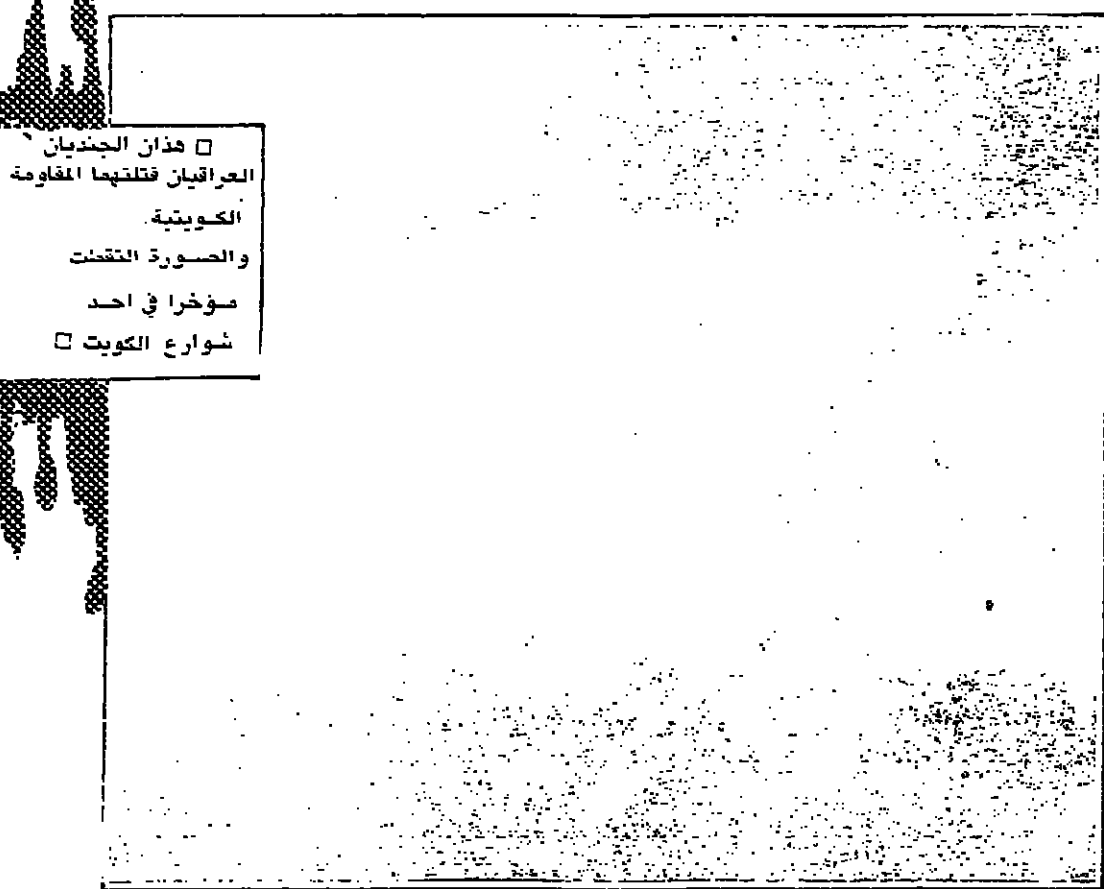 □ هذان الجنديان
العراقيان قتلتهما المقاومة
الكويتية.
والصورة التقطت
مؤخرا في احد
شوارع الكويت □